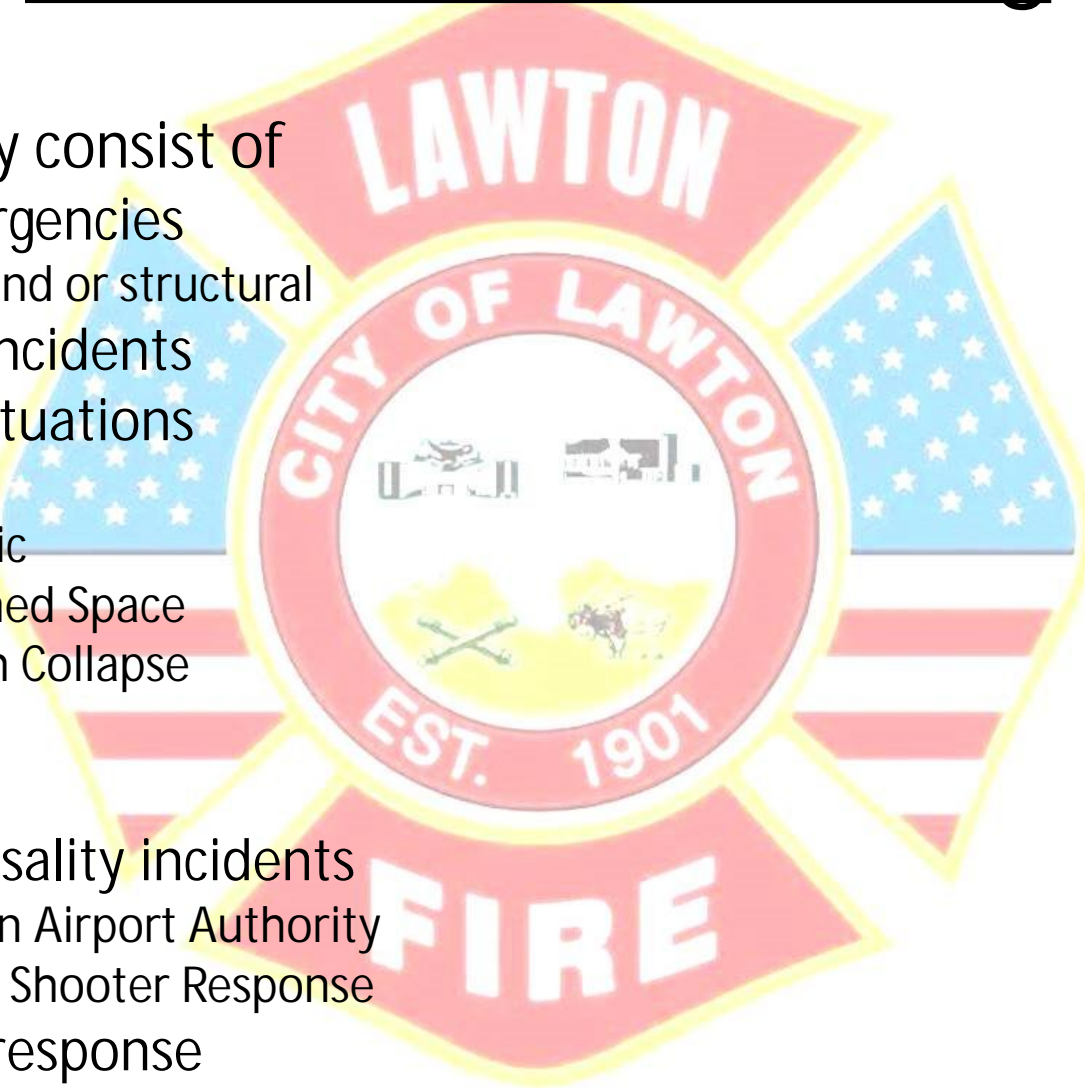 LAWTON
y consist of
rgencies
nd or structural
ncidents
tuations
ic
ned Space
n Collapse
sality incidents
n Airport Authority
Shooter Response
response
CITY OF LAWTON
EST. 1901
FIRE